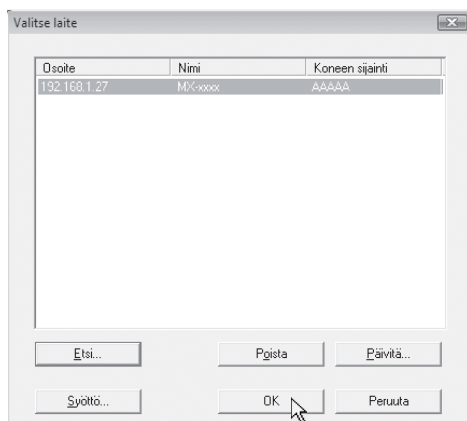 Valitse laite
Osoite Nimi Koneen sijainti
192.168.1.27 MX-xxxx AAAAA
Etsi... Poista Päivitä...
Syöttö... OK Peruuta